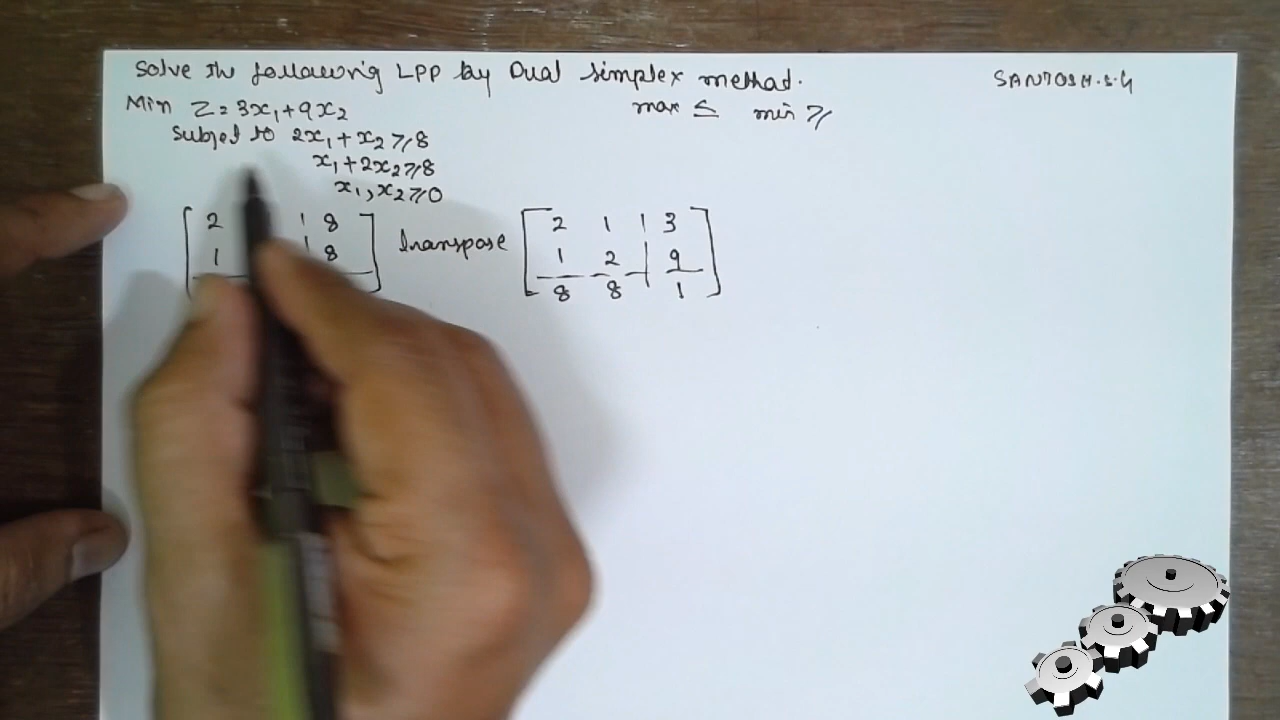 Solve the following LPP by Dual simplex method.
SANTOSH.S.G
Min Z=3x₁+9x₂
max ≤ min ≥
Subject to 2x₁+x₂≥8
x₁+2x₂≥8
x₁,x₂≥0
2 | 8 transpose 2 1 | 3
1 | 8 1 2 | 9
8 8 | 1